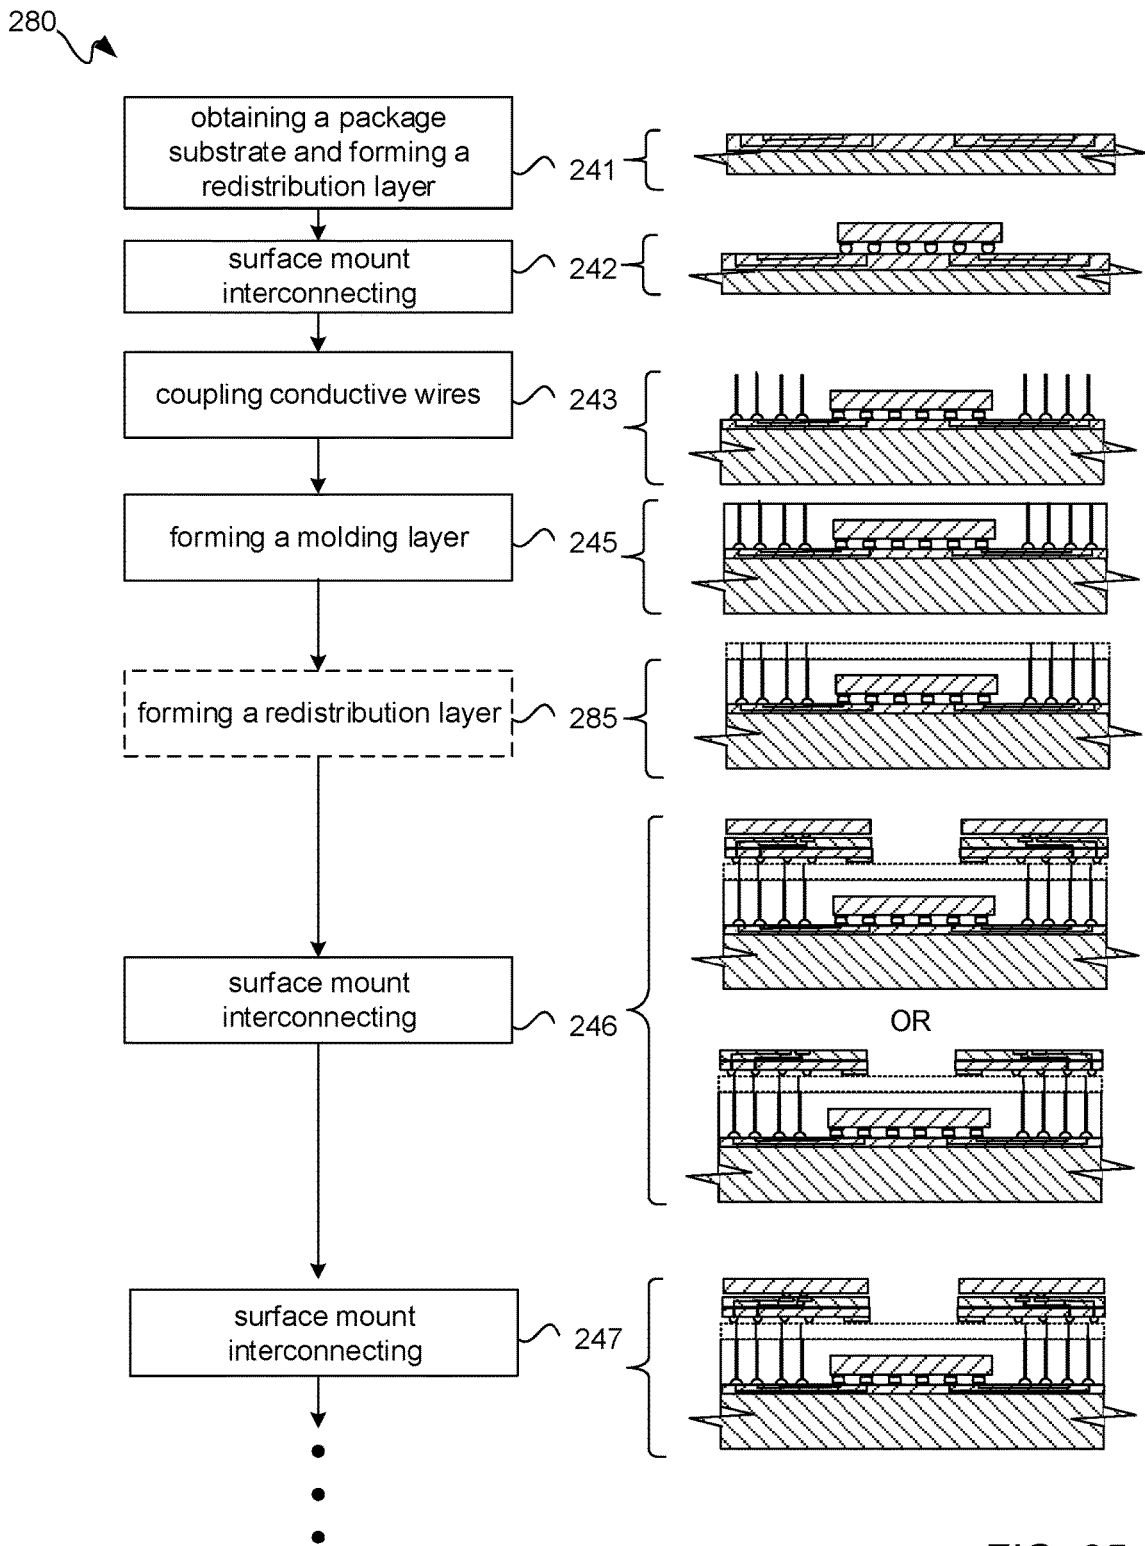 280
obtaining a package
substrate and forming a
redistribution layer
241
surface mount
interconnecting
242
coupling conductive wires
243
forming a molding layer
245
forming a redistribution layer
285
surface mount
interconnecting
246
OR
surface mount
interconnecting
247